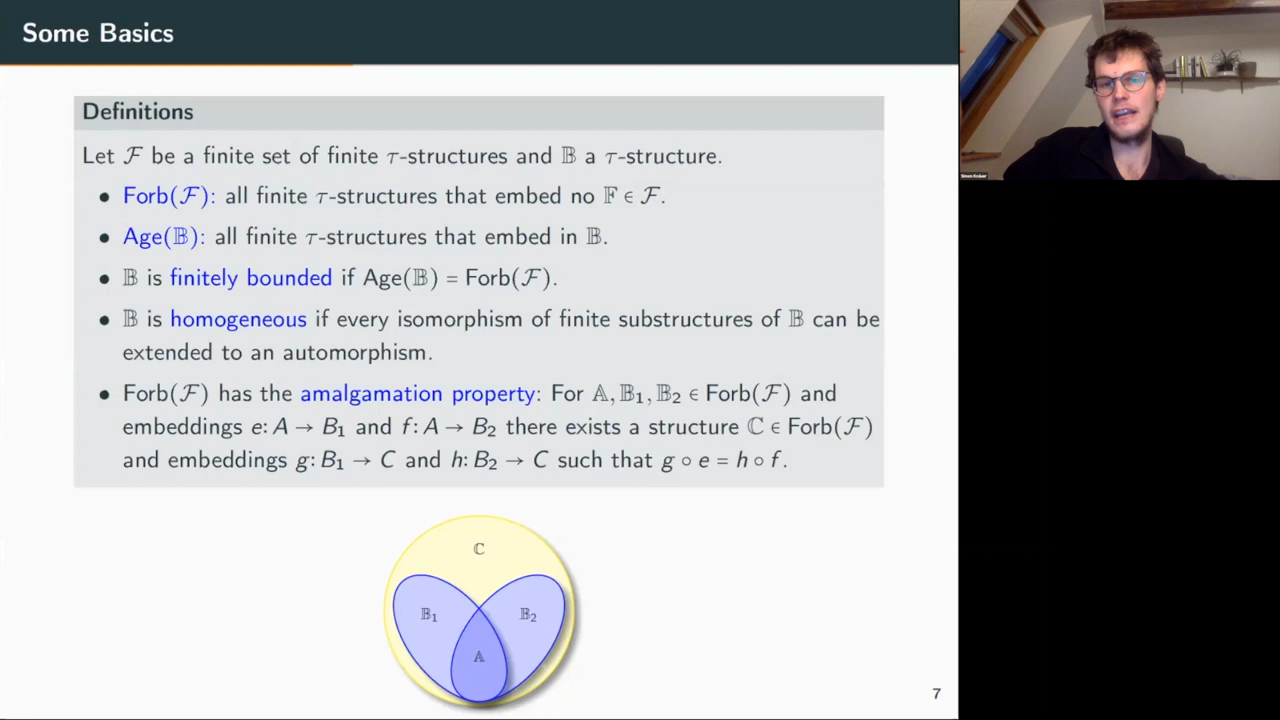 Some Basics
Definitions
Let ℱ be a finite set of finite τ-structures and 𝔹 a τ-structure.
• Forb(ℱ): all finite τ-structures that embed no 𝔽 ∈ ℱ.
• Age(𝔹): all finite τ-structures that embed in 𝔹.
• 𝔹 is finitely bounded if Age(𝔹) = Forb(ℱ).
• 𝔹 is homogeneous if every isomorphism of finite substructures of 𝔹 can be
extended to an automorphism.
• Forb(ℱ) has the amalgamation property: For 𝔸, 𝔹₁, 𝔹₂ ∈ Forb(ℱ) and
embeddings e: A → B₁ and f: A → B₂ there exists a structure ℂ ∈ Forb(ℱ)
and embeddings g: B₁ → C and h: B₂ → C such that g ∘ e = h ∘ f.
ℂ
𝔹₁ 𝔹₂
𝔸
7